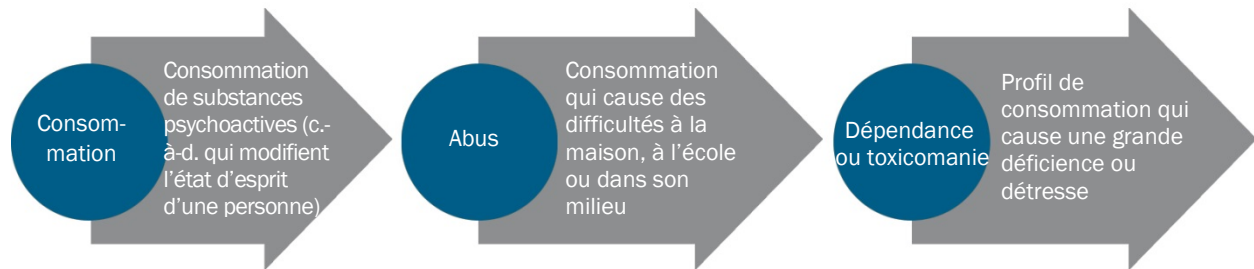 Consom-
mation
Consommation
de substances
psychoactives (c.-
à-d. qui modifient
l'état d'esprit
d'une personne)
Abus
Consommation
qui cause des
difficultés à la
maison, à l'école
ou dans son
milieu
Dépendance
ou toxicomanie
Profil de
consommation qui
cause une grande
déficience ou
détresse